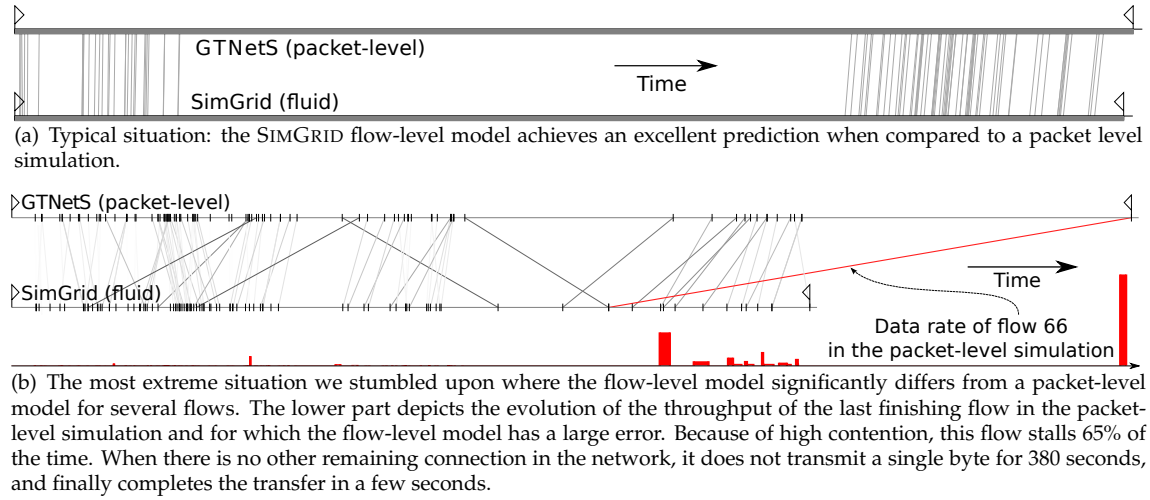 GTNetS (packet-level)
Time
SimGrid (fluid)
(a) Typical situation: the SIMGRID flow-level model achieves an excellent prediction when compared to a packet level
simulation.
GTNetS (packet-level)
SimGrid (fluid)
Time
Data rate of flow 66
in the packet-level simulation
(b) The most extreme situation we stumbled upon where the flow-level model significantly differs from a packet-level
model for several flows. The lower part depicts the evolution of the throughput of the last finishing flow in the packet-
level simulation and for which the flow-level model has a large error. Because of high contention, this flow stalls 65% of
the time. When there is no other remaining connection in the network, it does not transmit a single byte for 380 seconds,
and finally completes the transfer in a few seconds.